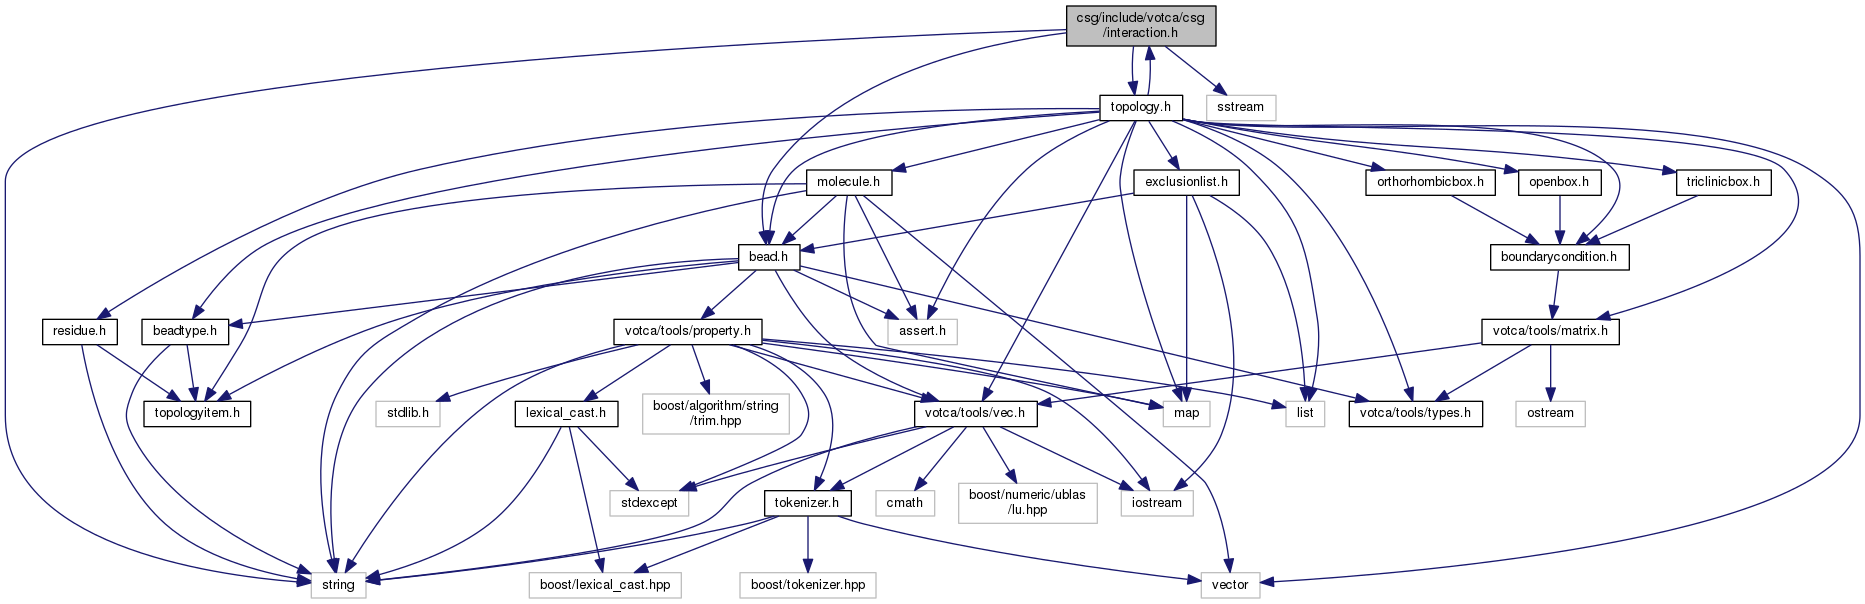 csg/include/votca/csg
/interaction.h
topology.h
sstream
molecule.h
exclusionlist.h
orthorhombicbox.h
openbox.h
triclinicbox.h
bead.h
boundarycondition.h
residue.h
beadtype.h
votca/tools/property.h
assert.h
votca/tools/matrix.h
topologyitem.h
stdlib.h
lexical_cast.h
boost/algorithm/string
/trim.hpp
votca/tools/vec.h
map
list
votca/tools/types.h
ostream
stdexcept
tokenizer.h
cmath
boost/numeric/ublas
/lu.hpp
iostream
string
boost/lexical_cast.hpp
boost/tokenizer.hpp
vector